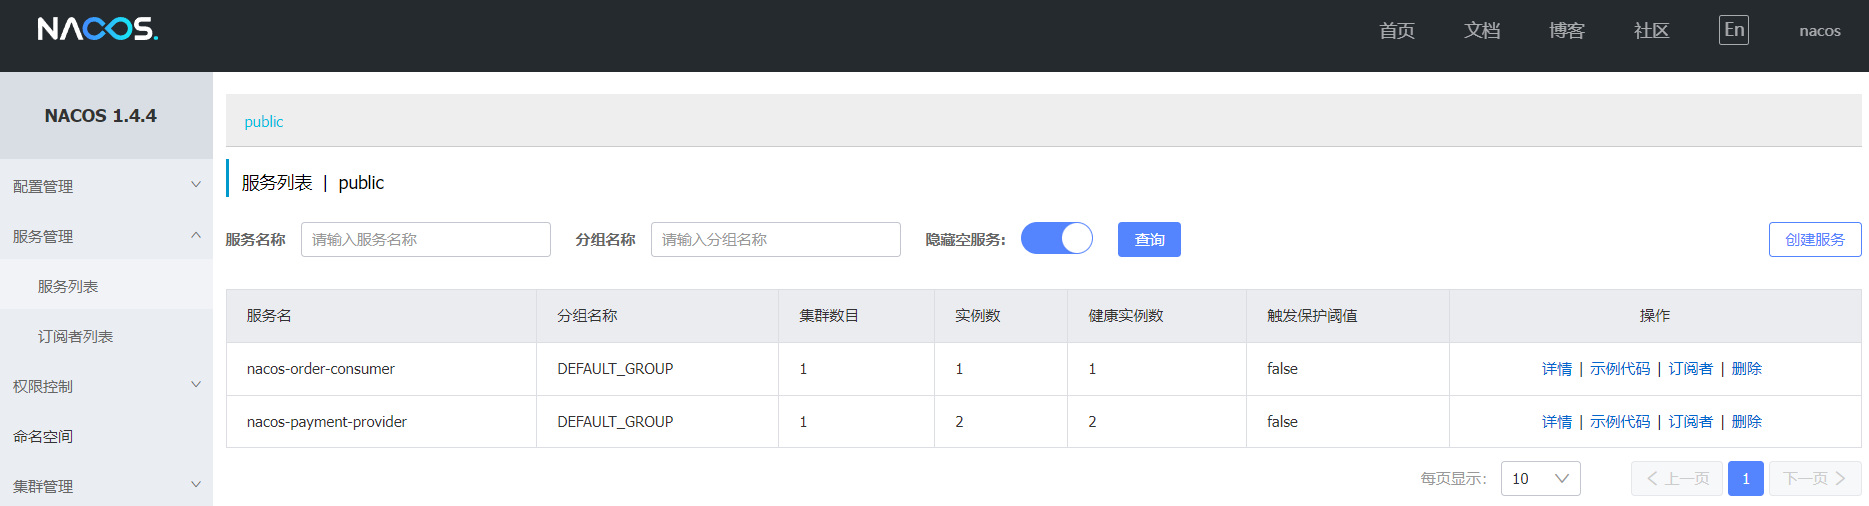 NACOS.
首页 文档 博客 社区 En nacos
NACOS 1.4.4
配置管理
服务管理
服务列表
订阅者列表
权限控制
命名空间
集群管理
public
服务列表 | public
服务名称 请输入服务名称 分组名称 请输入分组名称 隐藏空服务: 查询 创建服务
服务名 分组名称 集群数目 实例数 健康实例数 触发保护阈值 操作
nacos-order-consumer DEFAULT_GROUP 1 1 1 false 详情 | 示例代码 | 订阅者 | 删除
nacos-payment-provider DEFAULT_GROUP 1 2 2 false 详情 | 示例代码 | 订阅者 | 删除
每页显示: 10 上一页 1 下一页